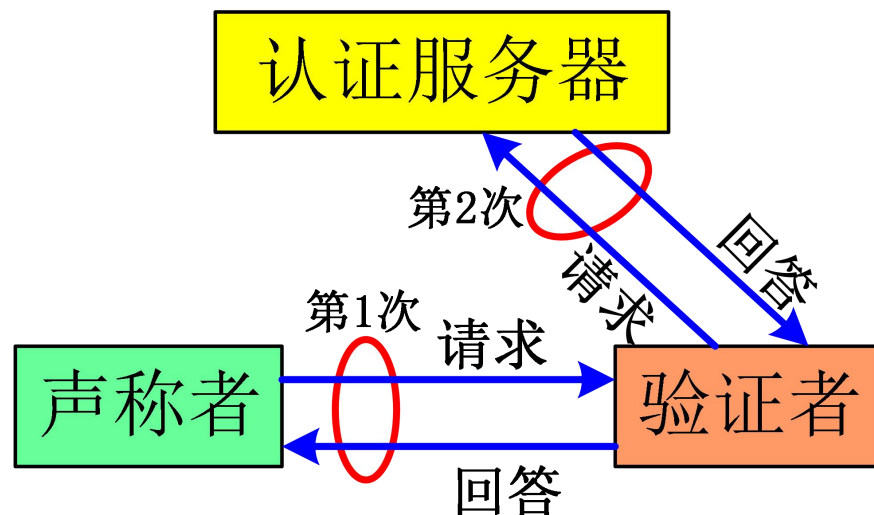 认证服务器
第2次
回答
请求
第1次
请求
声称者
验证者
回答